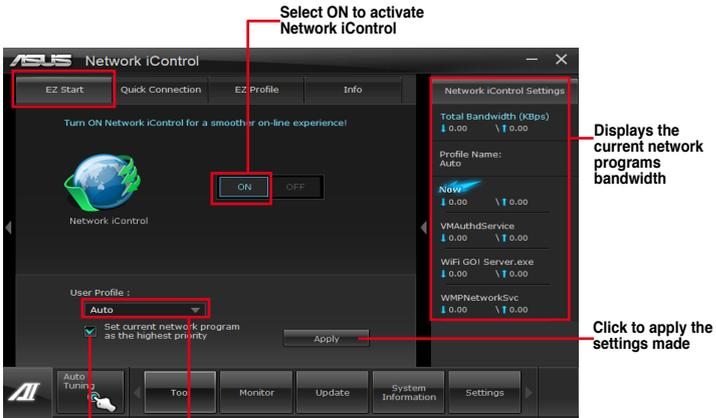 Select ON to activate
Network iControl
ASUS Network iControl
EZ Start
Quick Connection
EZ Profile
Info
Turn ON Network iControl for a smoother on-line experience!
Network iControl
ON
OFF
User Profile :
Auto
Set current network program
as the highest priority
Apply
Network iControl Settings
Total Bandwidth (KBps)
0.00 \ 0.00
Profile Name:
Auto
Now
0.00 \ 0.00
VMAuthdService
0.00 \ 0.00
WiFi GO! Server.exe
0.00 \ 0.00
WMPNetworkSvc
0.00 \ 0.00
Displays the
current network
programs
bandwidth
Click to apply the
settings made
AI
Auto
Tuning
Tool
Monitor
Update
System
Information
Settings